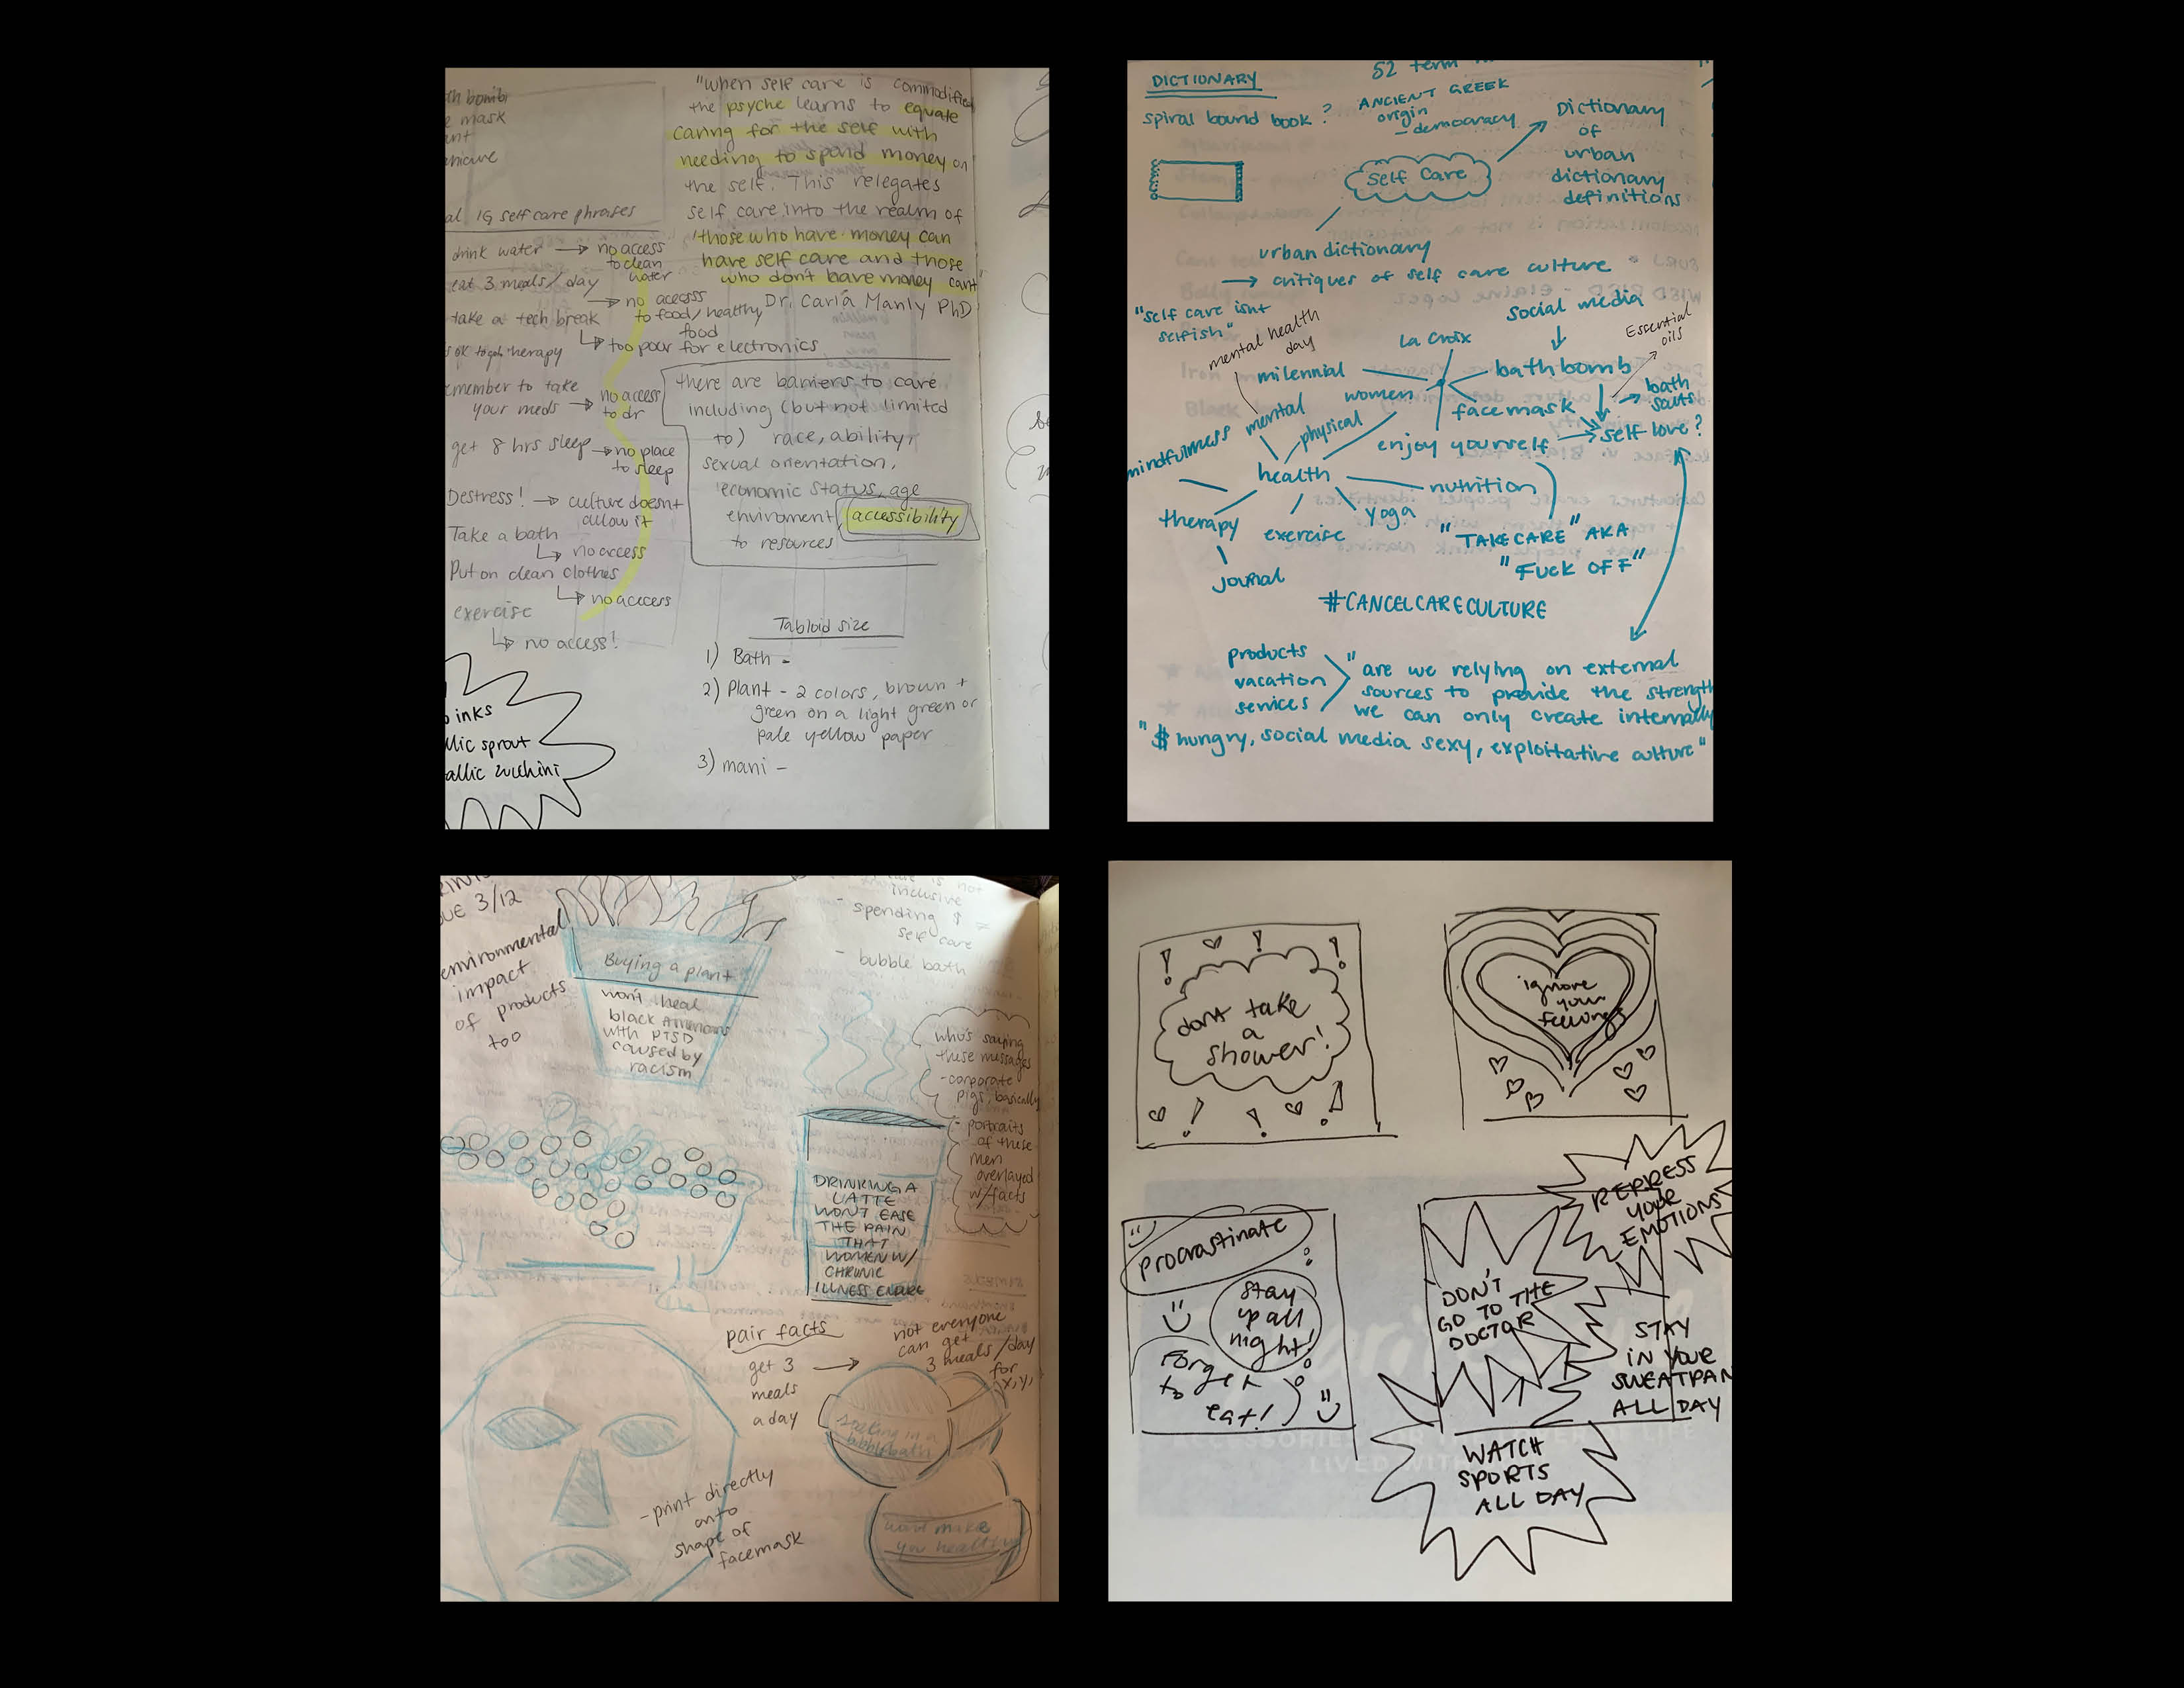 th bomb
e mask
ant
nicure
al IG self care phrases
drink water → no access
to clean
water
eat 3 meals/day
→ no accesss
to food/healthy
food
take a tech break
↳ too poor for electronics
ok to go to therapy
emember to take
your meds → no access
to dr
get 8 hrs sleep → no place
to sleep
Destress! → culture doesnt
allow it
Take a bath
↳ no access
Put on clean clothes
↳ no acccess
exercise
↳ no access!
inks
llic sprout
allic zucchini
"when self care is commodified
the psyche learns to equate
caring for the self with
needing to spend money on
the self. This relegates
self care into the realm of
'those who have money can
have self care and those
who don't have money can't"
Dr. Carla Manly PhD
there are barriers to care
including (but not limited
to) race, ability,
sexual orientation,
economic status, age
enviroment, accessibility
to resources
Tabloid size
1) Bath -
2) Plant - 2 colors, brown +
green on a light green or
pale yellow paper
3) mani -
DICTIONARY
52 term
spiral bound book?
ANCIENT GREEK
origin
- democracy
Dictionary
of
urban
dictionary
definitions
Self Care
urban dictionary
→ critiques of self care culture
"self care isnt
selfish"
mental health
day
social media
La Croix
Essential
oils
milennial
bath bomb
women
bath
salts
face mask
mental
physical
enjoy yourself → self love?
mindfulness
health
nutrition
therapy
exercise
yoga
journal
"TAKE CARE" AKA
"FUCK OFF"
#CANCELCARECULTURE
products
vacation
services
"are we relying on external
sources to provide the strength
we can only create internally
"$ hungry, social media sexy, exploitative culture"
UE 3/12
environmental
impact
of products
too
Buying a plant
won't heal
black Americans
with PTSD
caused by
racism
is not
inclusive
- spending $ ≠
self care
- bubble bath
who's saying
these messages
- corporate
pigs, basically
- portraits
of these
men
overlayed
w/facts
DRINKING A
LATTE
WON'T EASE
THE PAIN
THAT
WOMEN W/
CHRONIC
ILLNESS ENDURE
pair facts
get 3
meals
a day
→
not everyone
can get
3 meals/day
for
x, y,
soaking in a
bubble bath
wont make
you healthy
- print directly
onto
shape of
facemask
dont take
a
shower!
ignore
your
feelings
procrastinate
stay
up all
night!
Forget
to
eat!
REPRESS
YOUR
EMOTIONS
DON'T
GO TO THE
DOCTOR
STAY
IN YOUR
SWEATPAN
ALL DAY
WATCH
SPORTS
ALL DAY